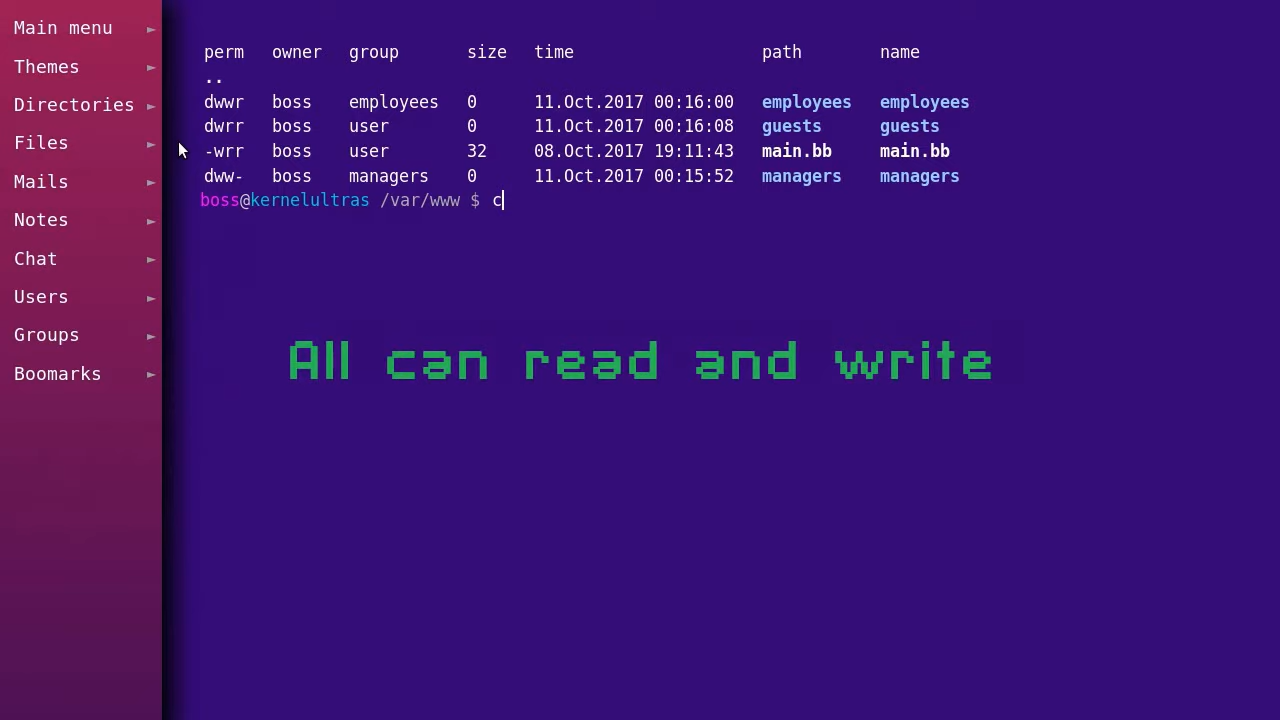 Main menu ►
Themes ►
Directories ►
Files ►
Mails ►
Notes ►
Chat ►
Users ►
Groups ►
Boomarks ►
perm owner group size time path name
..
dwwr boss employees 0 11.Oct.2017 00:16:00 employees employees
dwrr boss user 0 11.Oct.2017 00:16:08 guests guests
-wrr boss user 32 08.Oct.2017 19:11:43 main.bb main.bb
dww- boss managers 0 11.Oct.2017 00:15:52 managers managers
boss@kernelultras /var/www $ c
All can read and write